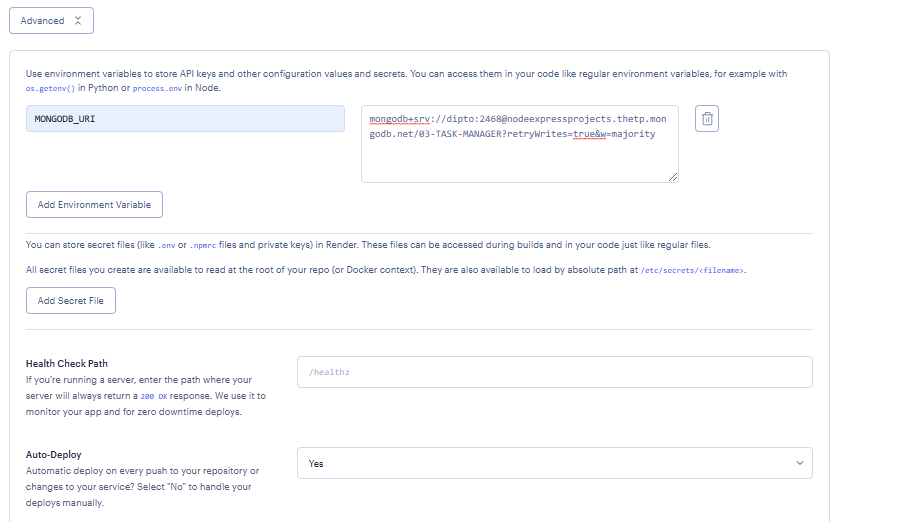 Advanced
Use environment variables to store API keys and other configuration values and secrets. You can access them in your code like regular environment variables, for example with
os.getenv() in Python or process.env in Node.
MONGODB_URI
mongodb+srv://dipto:2468@nodeexpressprojects.thetp.mon
godb.net/03-TASK-MANAGER?retryWrites=true&w=majority
Add Environment Variable
You can store secret files (like .env or .npmrc files and private keys) in Render. These files can be accessed during builds and in your code just like regular files.
All secret files you create are available to read at the root of your repo (or Docker context). They are also available to load by absolute path at /etc/secrets/<filename>.
Add Secret File
Health Check Path
If you're running a server, enter the path where your
server will always return a 200 OK response. We use it to
monitor your app and for zero downtime deploys.
/healthz
Auto-Deploy
Automatic deploy on every push to your repository or
changes to your service? Select "No" to handle your
deploys manually.
Yes